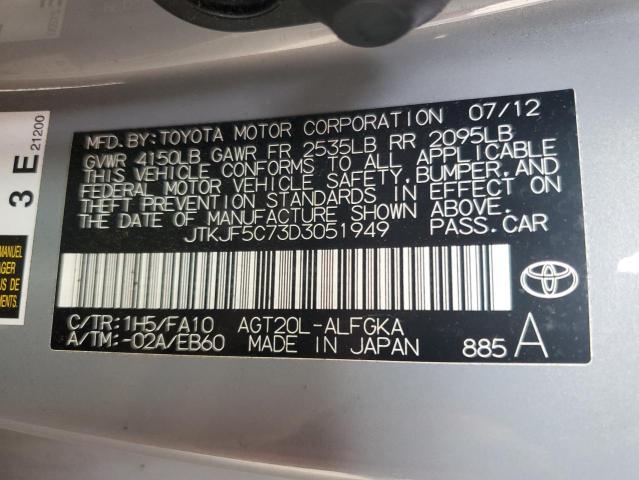 MFD. BY: TOYOTA MOTOR CORPORATION 07/12
GVWR 4150LB GAWR FR 2535LB RR 2095LB
THIS VEHICLE CONFORMS TO ALL APPLICABLE
FEDERAL MOTOR VEHICLE SAFETY, BUMPER, AND
THEFT PREVENTION STANDARDS IN EFFECT ON
THE DATE OF MANUFACTURE SHOWN ABOVE.
JTKJF5C73D3051949 PASS. CAR
C/TR: 1H5/FA10 AGT20L-ALFGKA
A/TM: -02A/EB60 MADE IN JAPAN 885 A
3 E 21200
MANUEL